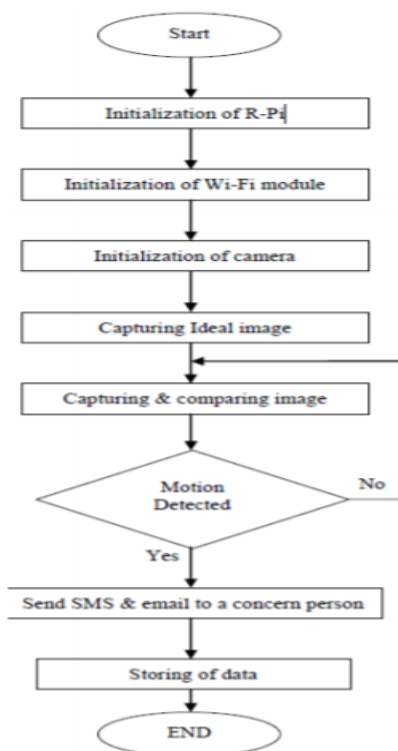 Start
Initialization of R-Pi
Initialization of Wi-Fi module
Initialization of camera
Capturing Ideal image
Capturing & comparing image
Motion
Detected
No
Yes
Send SMS & email to a concern person
Storing of data
END